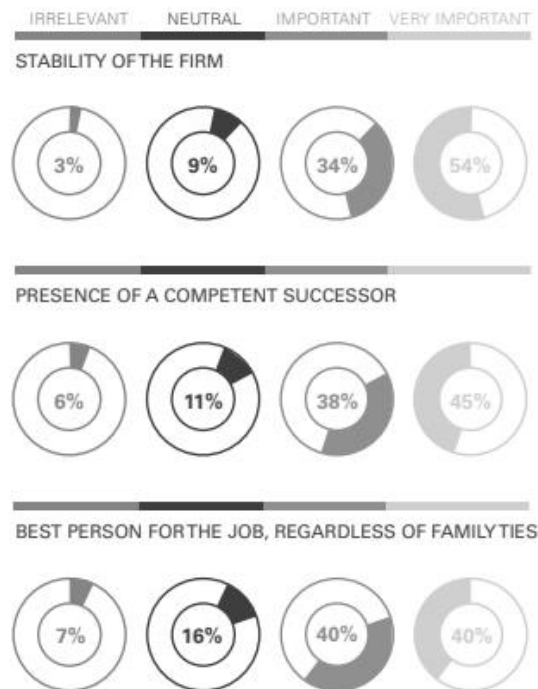 IRRELEVANT NEUTRAL IMPORTANT VERY IMPORTANT
STABILITY OF THE FIRM
3% 9% 34% 54%
PRESENCE OF A COMPETENT SUCCESSOR
6% 11% 38% 45%
BEST PERSON FOR THE JOB, REGARDLESS OF FAMILY TIES
7% 16% 40% 40%